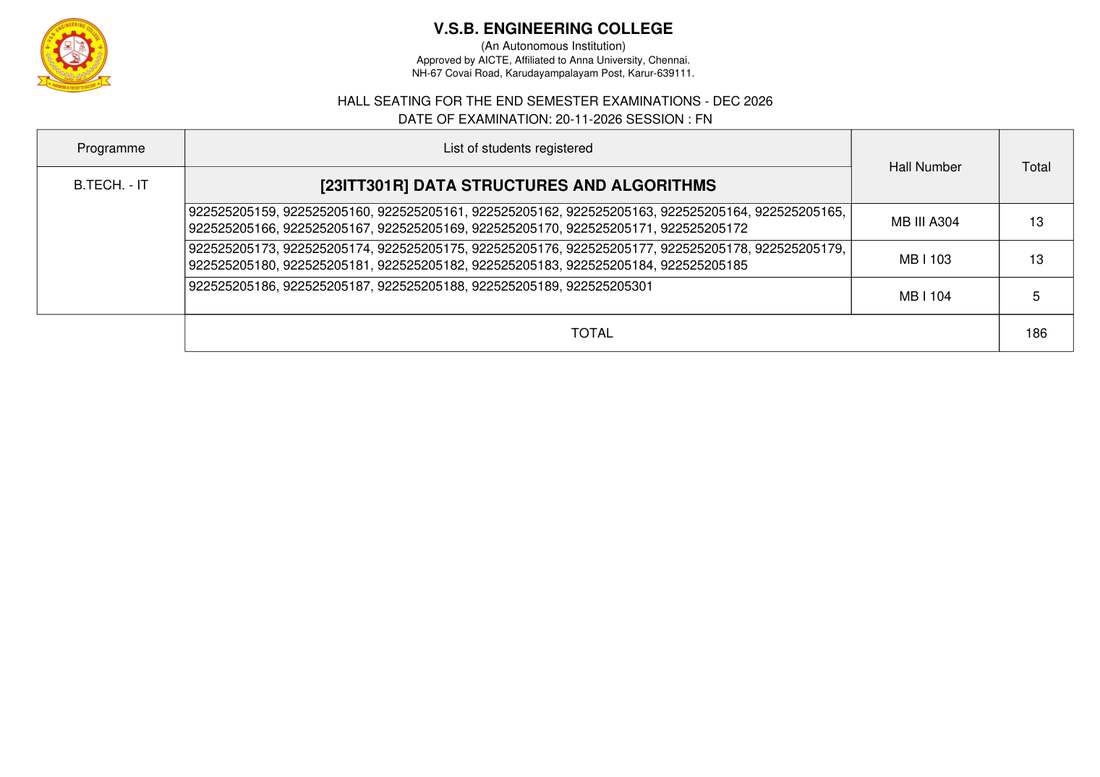 V.S.B. ENGINEERING COLLEGE
(An Autonomous Institution)
Approved by AICTE, Affiliated to Anna University, Chennai.
NH-67 Covai Road, Karudayampalayam Post, Karur-639111.
HALL SEATING FOR THE END SEMESTER EXAMINATIONS - DEC 2026
DATE OF EXAMINATION: 20-11-2026 SESSION : FN
Programme
List of students registered
Hall Number
Total
B.TECH. - IT
[23ITT301R] DATA STRUCTURES AND ALGORITHMS
922525205159, 922525205160, 922525205161, 922525205162, 922525205163, 922525205164, 922525205165,
922525205166, 922525205167, 922525205169, 922525205170, 922525205171, 922525205172
MB III A304
13
922525205173, 922525205174, 922525205175, 922525205176, 922525205177, 922525205178, 922525205179,
922525205180, 922525205181, 922525205182, 922525205183, 922525205184, 922525205185
MB I 103
13
922525205186, 922525205187, 922525205188, 922525205189, 922525205301
MB I 104
5
TOTAL
186